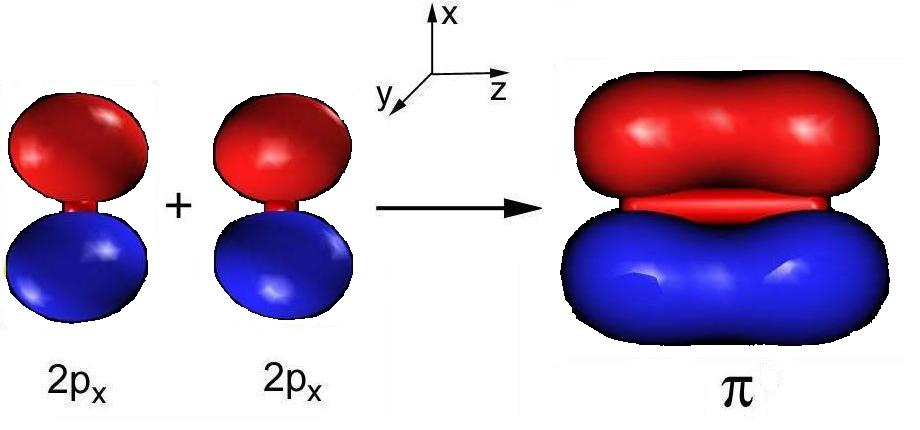 x
y
z
+
2pₓ
2pₓ
π